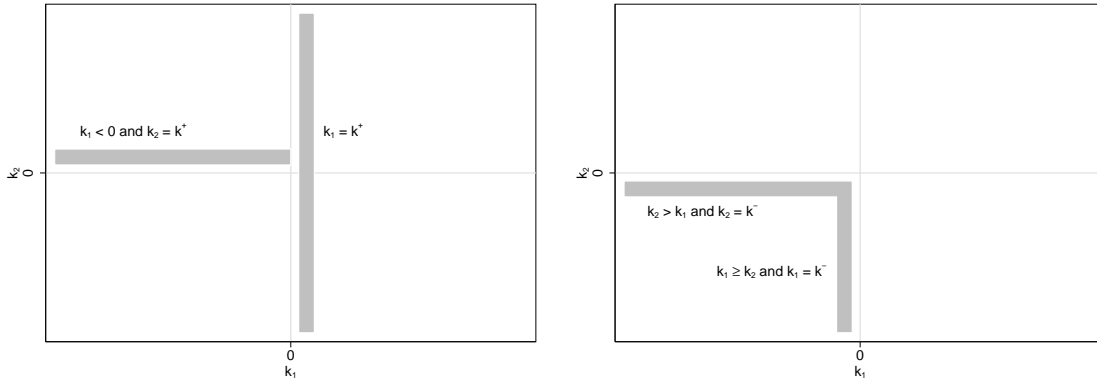 k₁ < 0 and k₂ = k⁺
k₁ = k⁺
k₂
0
0
k₁
k₂ > k₁ and k₂ = k⁻
k₁ ≥ k₂ and k₁ = k⁻
k₂
0
0
k₁